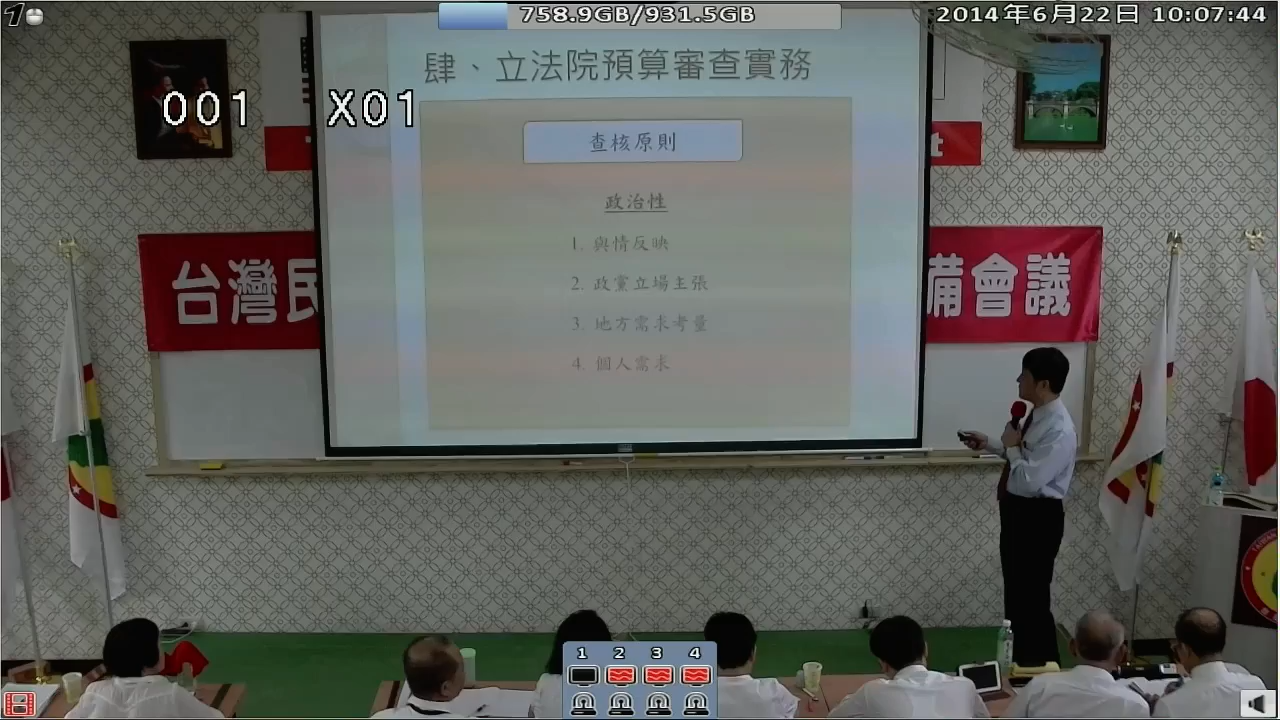 758.9GB/931.5GB
2014年6月22日 10:07:44
001 X01
肆、立法院預算審查實務
查核原則
政治性
1. 輿情反映
2. 政黨立場主張
3. 地方需求考量
4. 個人需求
台灣民
備會議
t
1 2 3 4